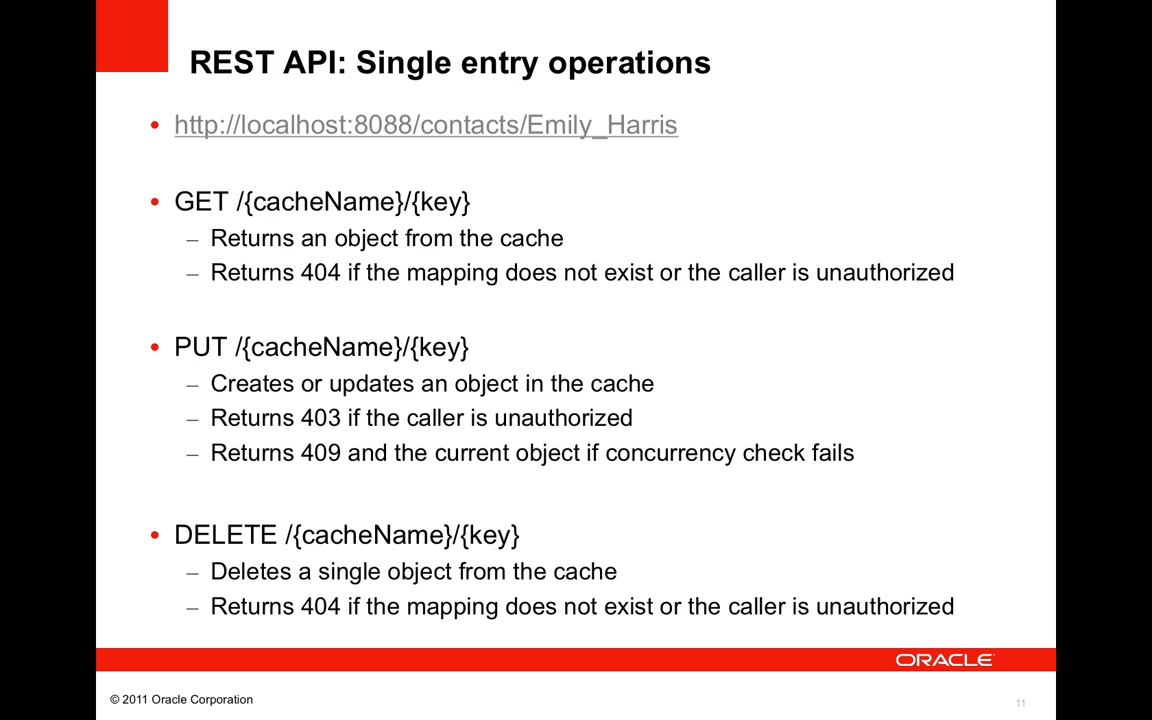 REST API: Single entry operations
• http://localhost:8088/contacts/Emily_Harris
• GET /{cacheName}/{key}
– Returns an object from the cache
– Returns 404 if the mapping does not exist or the caller is unauthorized
• PUT /{cacheName}/{key}
– Creates or updates an object in the cache
– Returns 403 if the caller is unauthorized
– Returns 409 and the current object if concurrency check fails
• DELETE /{cacheName}/{key}
– Deletes a single object from the cache
– Returns 404 if the mapping does not exist or the caller is unauthorized
ORACLE
© 2011 Oracle Corporation
11